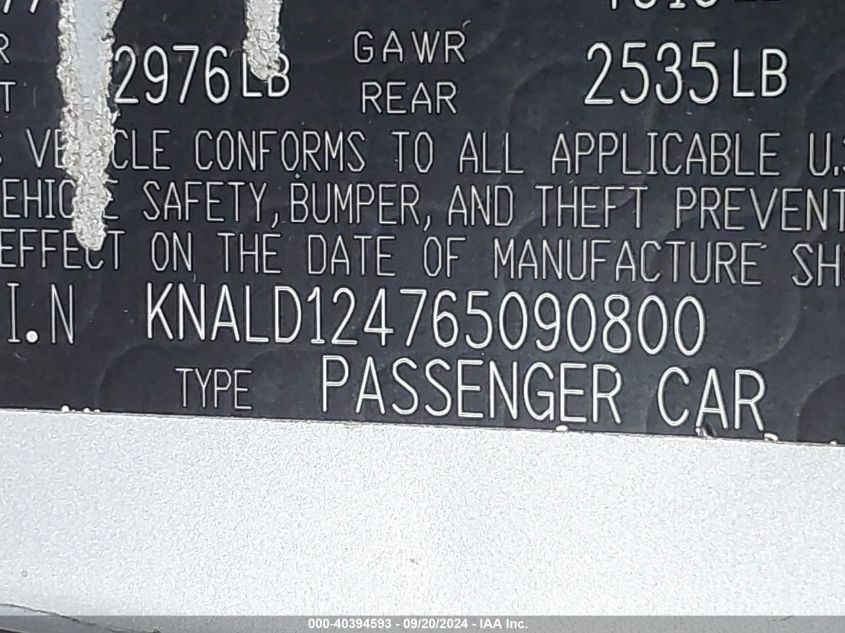 2976LB GAWR REAR 2535LB
VEHICLE CONFORMS TO ALL APPLICABLE U.S
EHICLE SAFETY, BUMPER, AND THEFT PREVENT
EFFECT ON THE DATE OF MANUFACTURE SH
I.N KNALD124765090800
TYPE PASSENGER CAR
000-40394593 - 09/20/2024 - IAA Inc.